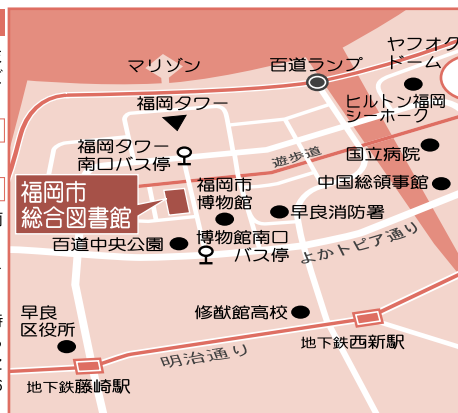 マリゾン
百道ランプ
ヤフオク
ドーム
福岡タワー
ヒルトン福岡
シーホーク
福岡タワー
南口バス停
遊歩道
国立病院
福岡市
総合図書館
福岡市
博物館
中国総領事館
早良消防署
百道中央公園
博物館南口
バス停
よかトピア通り
早良
区役所
修猷館高校
明治通り
地下鉄西新駅
地下鉄藤崎駅